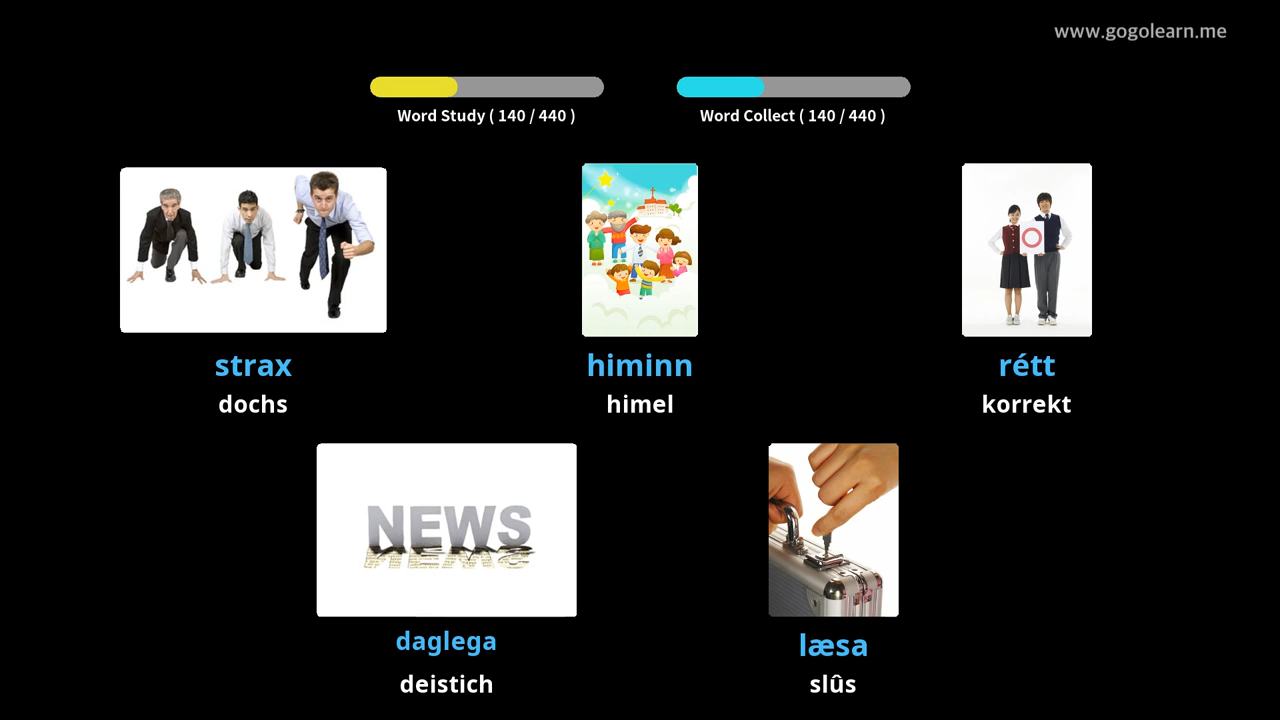 www.gogolearn.me
Word Study ( 140 / 440 )
Word Collect ( 140 / 440 )
strax
dochs
himinn
himel
rétt
korrekt
NEWS
daglega
deistich
læsa
slûs